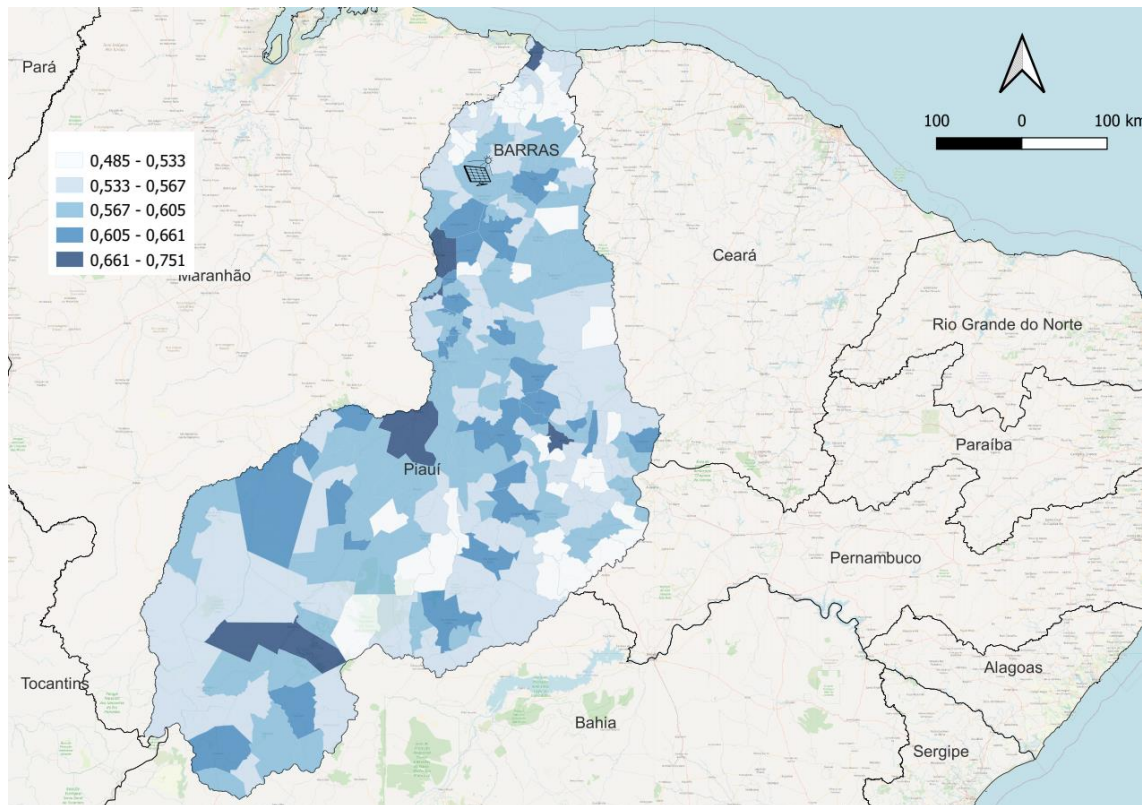 Pará
100
0
100 km
0,485 - 0,533
BARRAS
0,533 - 0,567
0,567 - 0,605
0,605 - 0,661
0,661 - 0,751
Maranhão
Ceará
Rio Grande do Norte
Paraíba
Piauí
Pernambuco
Tocantins
Alagoas
Bahia
Sergipe